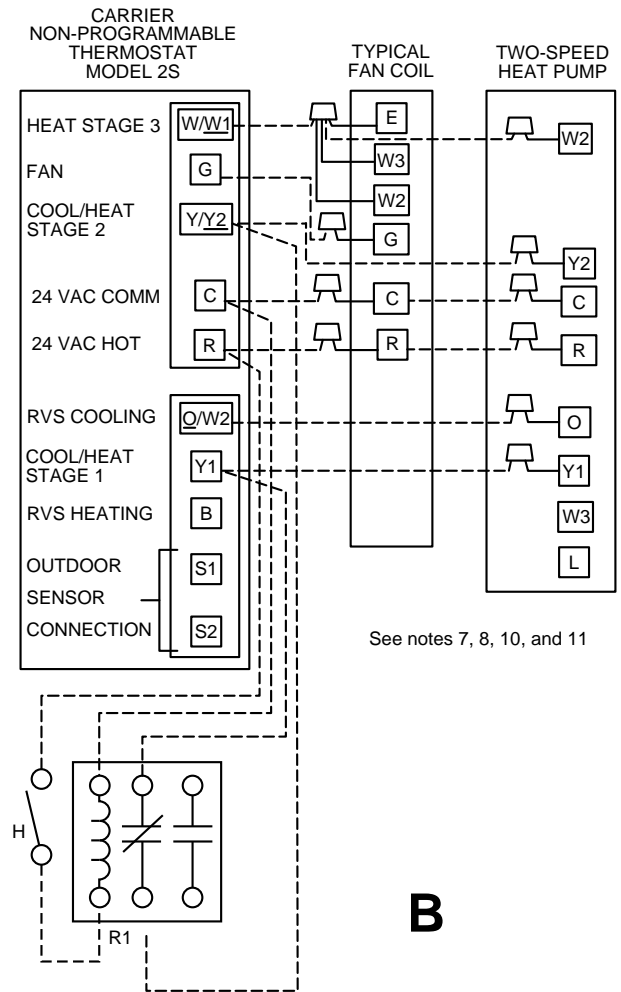 CARRIER
NON-PROGRAMMABLE
THERMOSTAT
MODEL 2S
TYPICAL
FAN COIL
TWO-SPEED
HEAT PUMP
HEAT STAGE 3
W/W1
E
W2
FAN
G
W3
COOL/HEAT
STAGE 2
Y/Y2
W2
G
Y2
24 VAC COMM
C
C
C
24 VAC HOT
R
R
R
RVS COOLING
O/W2
O
COOL/HEAT
STAGE 1
Y1
Y1
RVS HEATING
B
W3
OUTDOOR
SENSOR
CONNECTION
S1
S2
L
See notes 7, 8, 10, and 11
H
R1
B